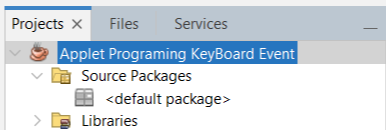 Projects × Files Services
Applet Programing KeyBoard Event
Source Packages
<default package>
Libraries